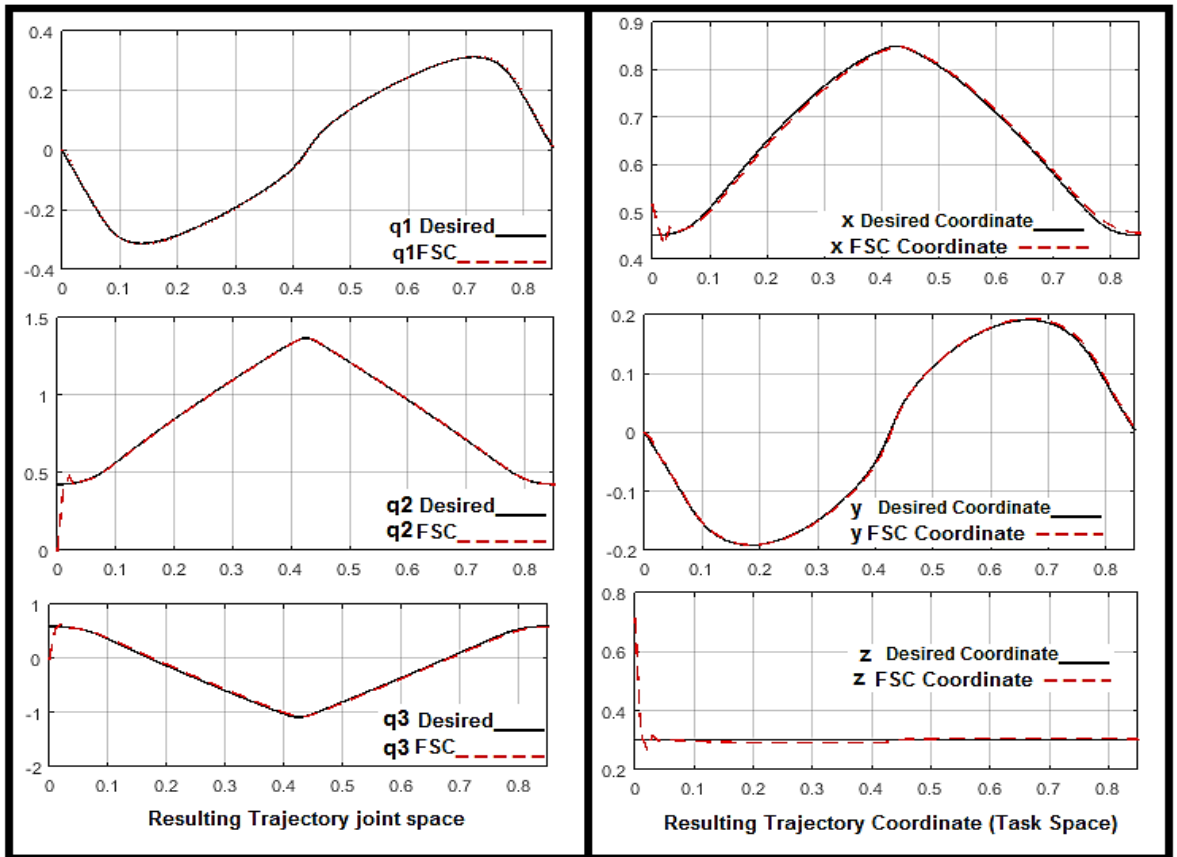 0.4
0.2
0
-0.2
-0.4
q1 Desired
q1FSC
0 0.1 0.2 0.3 0.4 0.5 0.6 0.7 0.8
1.5
1
0.5
0
q2 Desired
q2 FSC
0 0.1 0.2 0.3 0.4 0.5 0.6 0.7 0.8
1
0
-1
-2
q3 Desired
q3 FSC
0 0.1 0.2 0.3 0.4 0.5 0.6 0.7 0.8
Resulting Trajectory joint space
0.9
0.8
0.7
0.6
0.5
0.4
x Desired Coordinate
x FSC Coordinate
0 0.1 0.2 0.3 0.4 0.5 0.6 0.7 0.8
0.2
0.1
0
-0.1
-0.2
y Desired Coordinate
y FSC Coordinate
0 0.1 0.2 0.3 0.4 0.5 0.6 0.7 0.8
0.8
0.6
0.4
0.2
z Desired Coordinate
z FSC Coordinate
0 0.1 0.2 0.3 0.4 0.5 0.6 0.7 0.8
Resulting Trajectory Coordinate (Task Space)